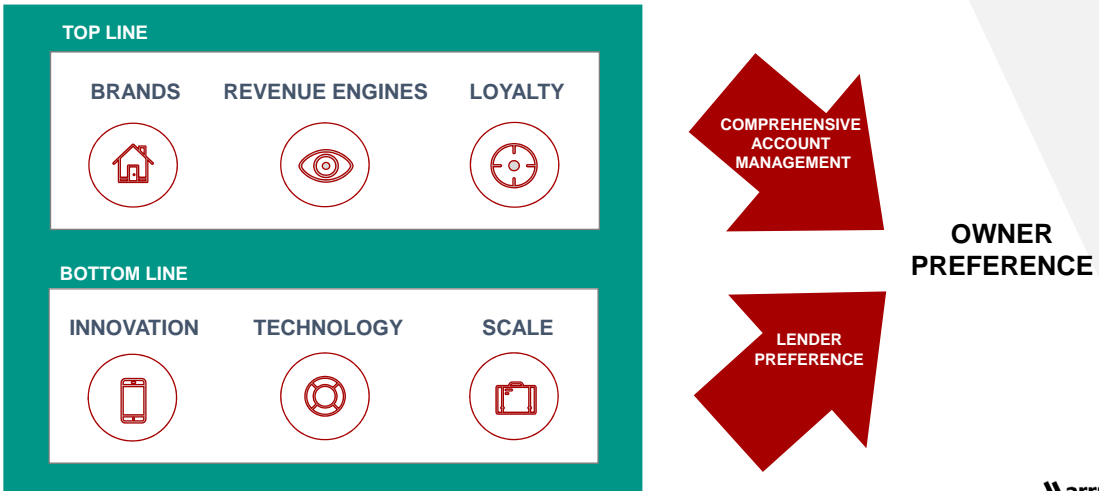 TOP LINE
BRANDS
REVENUE ENGINES
LOYALTY
BOTTOM LINE
INNOVATION
TECHNOLOGY
SCALE
COMPREHENSIVE
ACCOUNT
MANAGEMENT
LENDER
PREFERENCE
OWNER
PREFERENCE